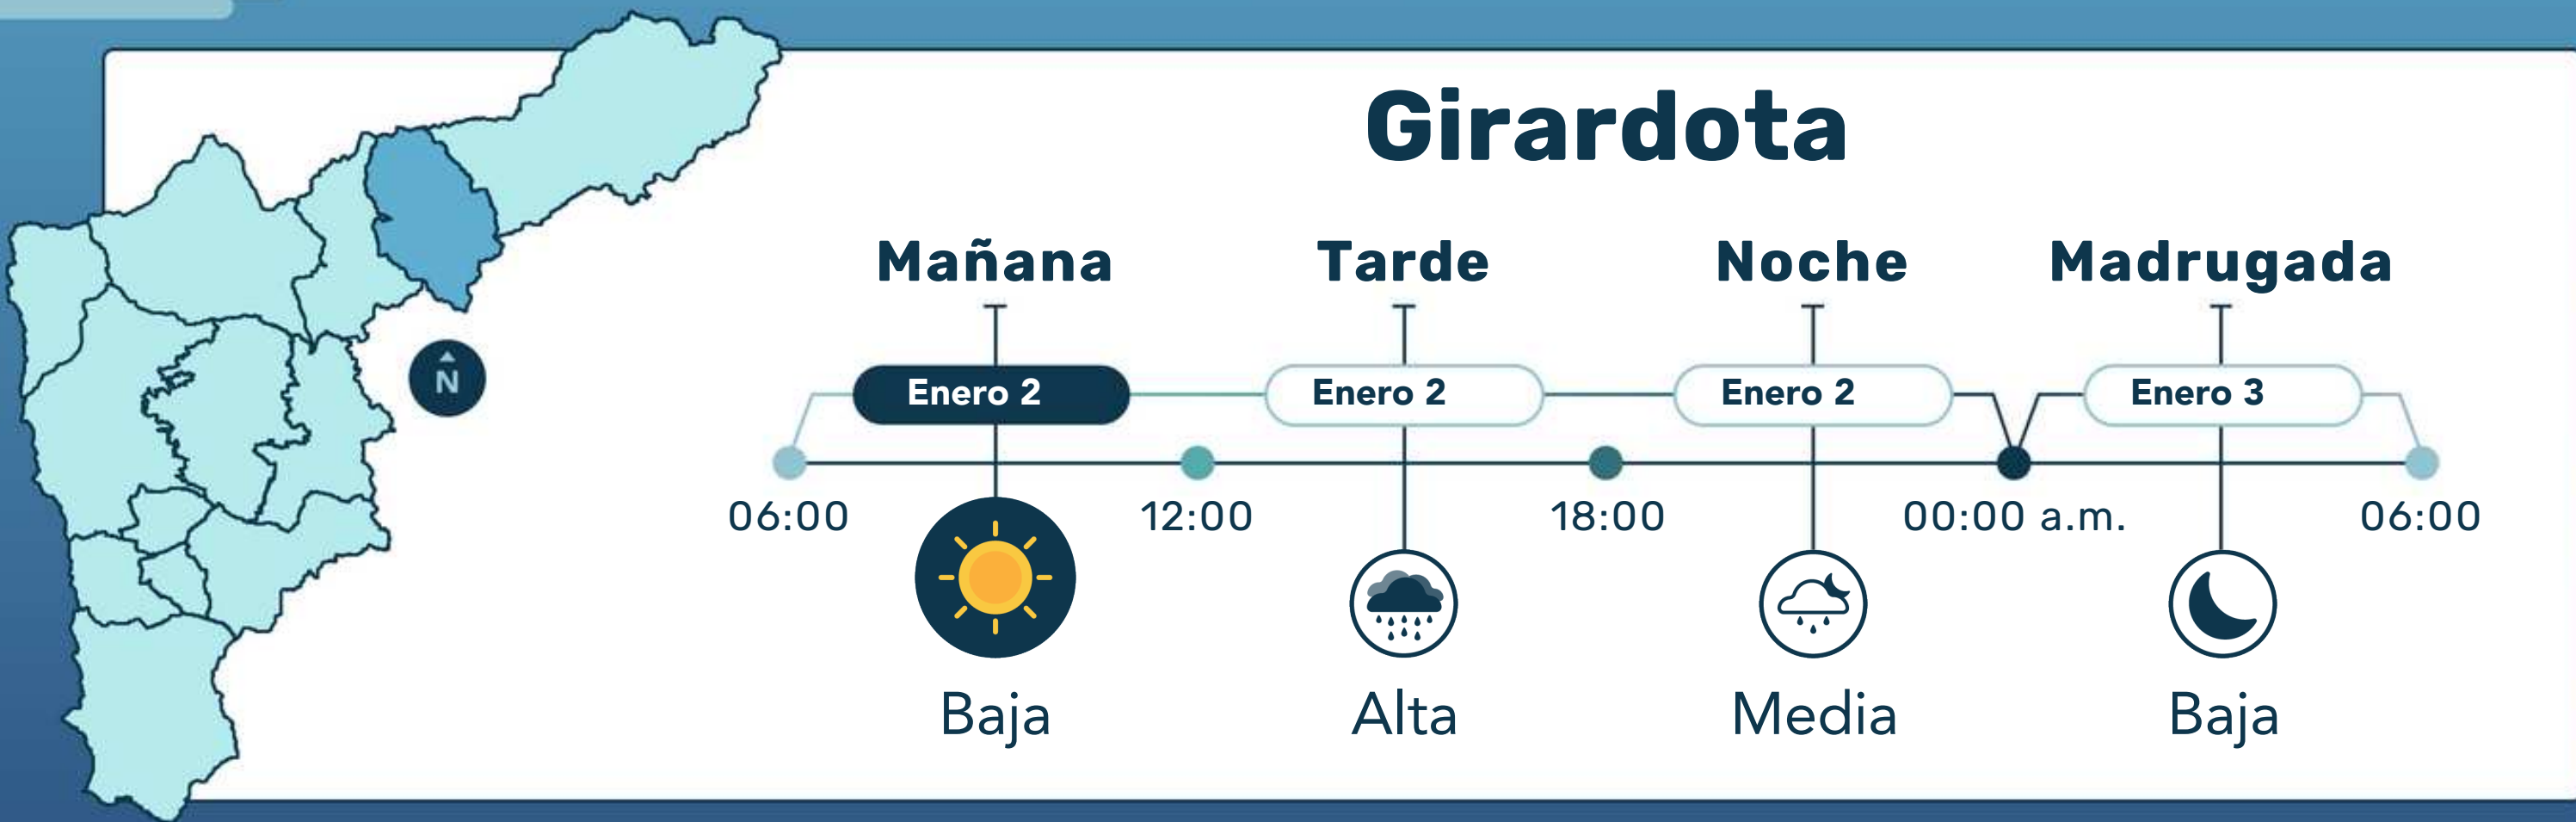 Girardota
Mañana Tarde Noche Madrugada
Enero 2 Enero 2 Enero 2 Enero 3
N
06:00 12:00 18:00 00:00 a.m. 06:00
Baja Alta Media Baja